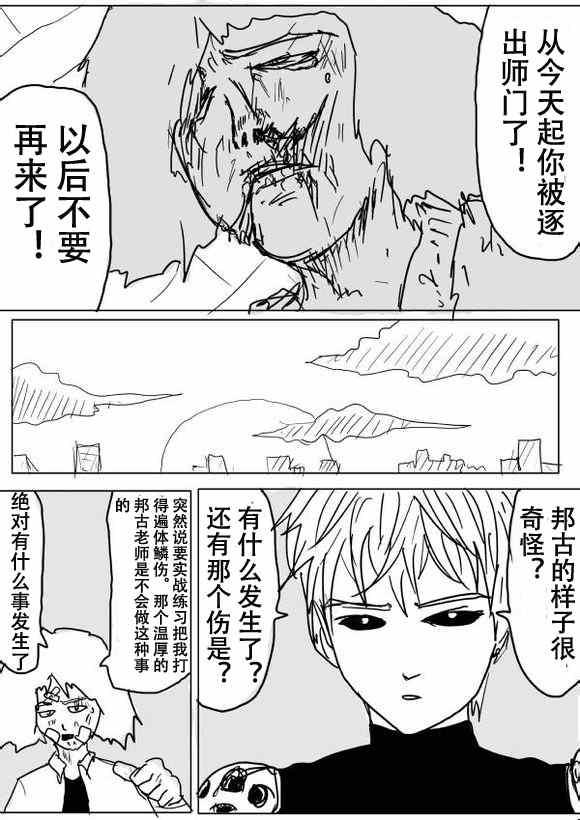 从今天起你被逐
出师门了！
以后不要
再来了！
邦古的样子很
奇怪？
有什么发生了？
还有那个伤是？
突然说要实战练习把我打
得遍体鳞伤。那个温厚的
邦古老师是不会做这种事
的
绝对有什么事发生了